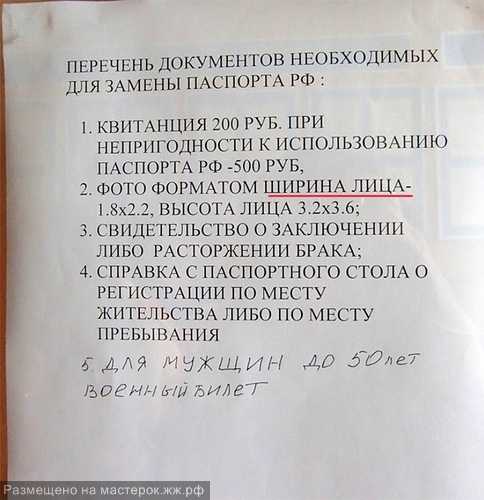 ПЕРЕЧЕНЬ ДОКУМЕНТОВ НЕОБХОДИМЫХ
ДЛЯ ЗАМЕНЫ ПАСПОРТА РФ :
1. КВИТАНЦИЯ 200 РУБ. ПРИ
НЕПРИГОДНОСТИ К ИСПОЛЬЗОВАНИЮ
ПАСПОРТА РФ -500 РУБ,
2. ФОТО ФОРМАТОМ ШИРИНА ЛИЦА-
1.8х2.2, ВЫСОТА ЛИЦА 3.2х3.6;
3. СВИДЕТЕЛЬСТВО О ЗАКЛЮЧЕНИИ
ЛИБО РАСТОРЖЕНИИ БРАКА;
4. СПРАВКА С ПАСПОРТНОГО СТОЛА О
РЕГИСТРАЦИИ ПО МЕСТУ
ЖИТЕЛЬСТВА ЛИБО ПО МЕСТУ
ПРЕБЫВАНИЯ
5. ДЛЯ МУЖЩИН ДО 50 лет
ВОЕННЫЙ БИЛЕТ
Размещено на мастерок.жж.рф